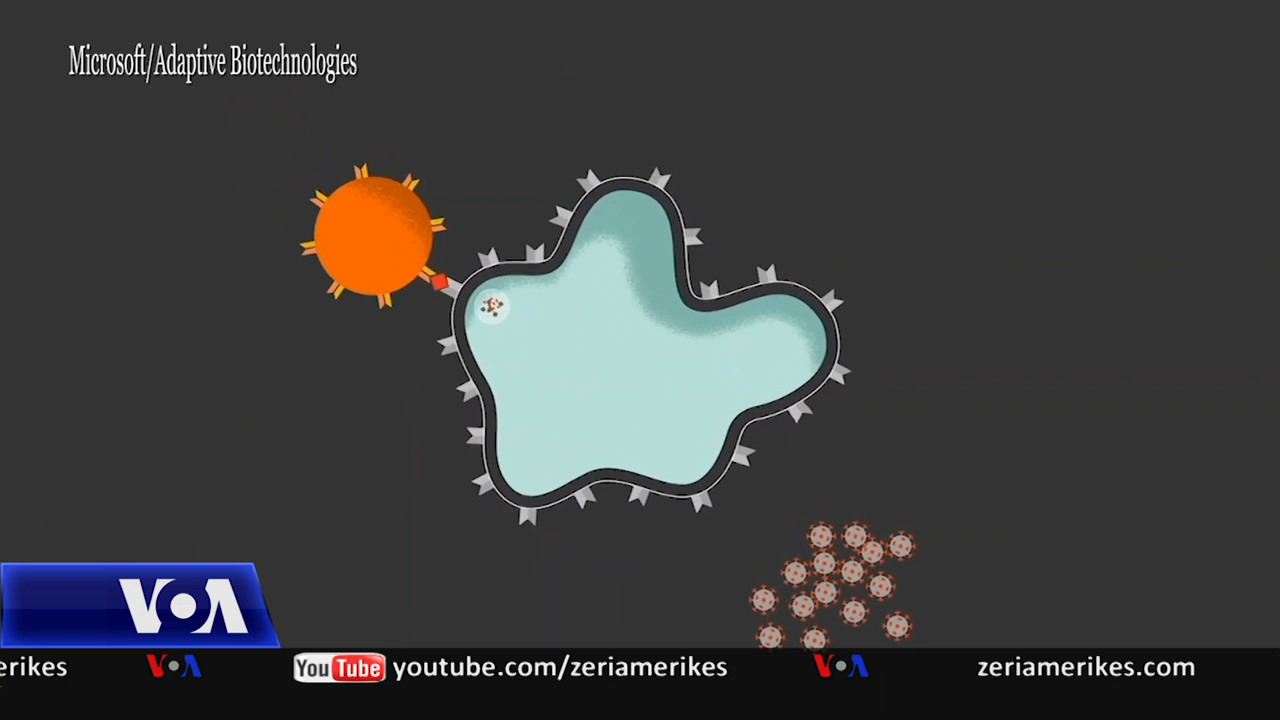 Microsoft/Adaptive Biotechnologies
VOA
erikes VOA YouTube youtube.com/zeriamerikes VOA zeriamerikes.com